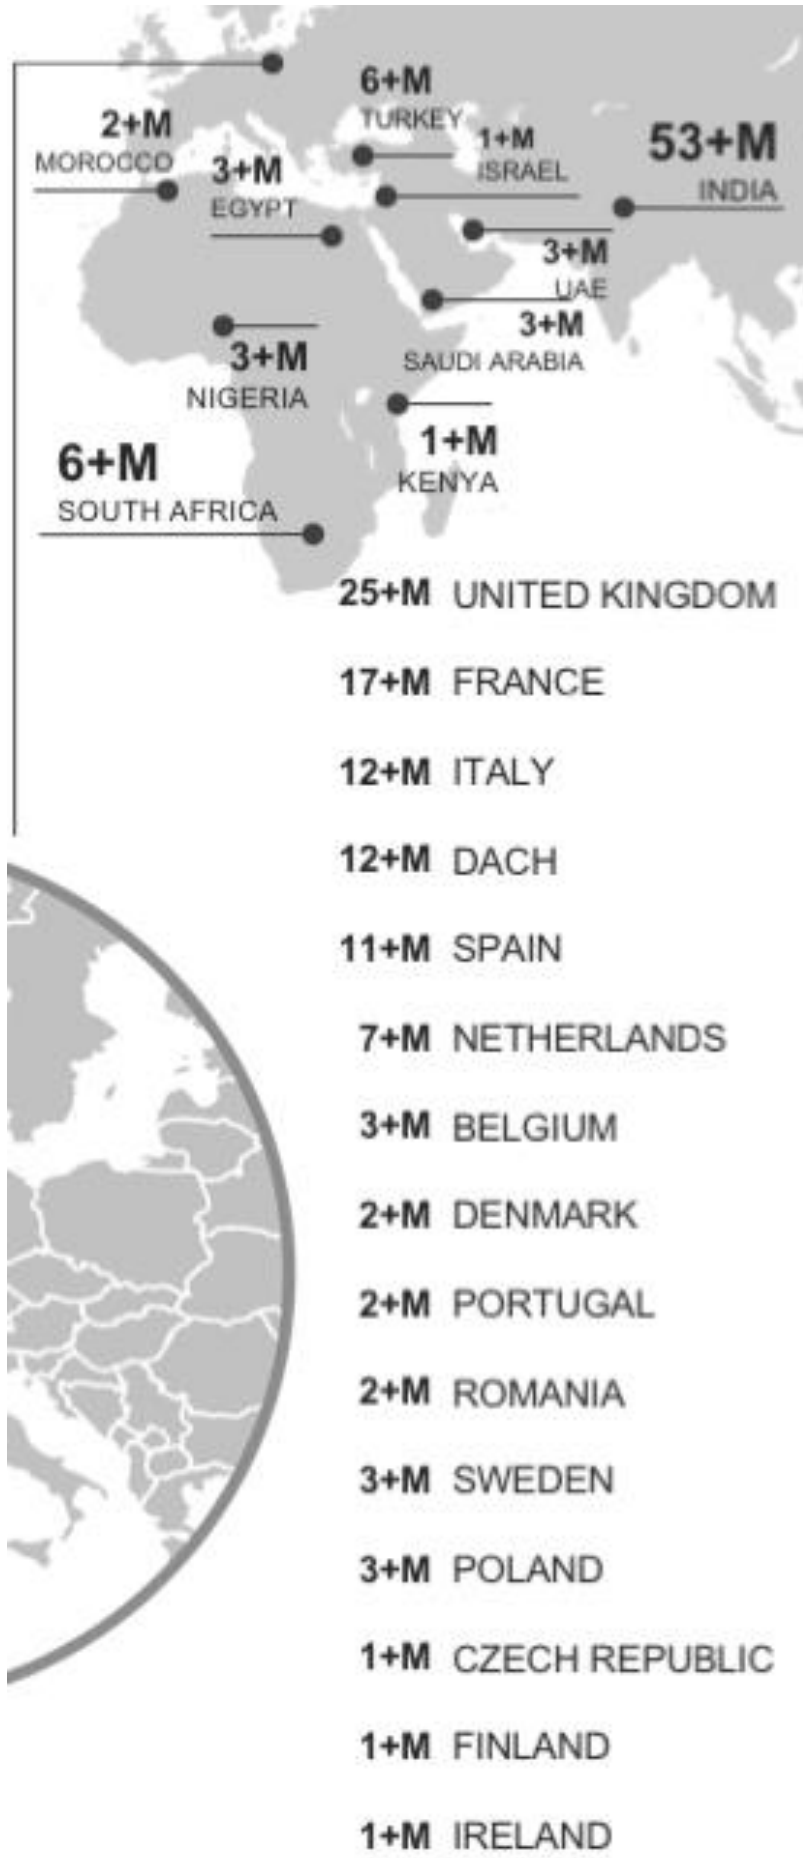 6+M
TURKEY
2+M
MOROCCO
3+M
EGYPT
1+M
ISRAEL
53+M
INDIA
3+M
UAE
3+M
SAUDI ARABIA
3+M
NIGERIA
1+M
KENYA
6+M
SOUTH AFRICA
25+M UNITED KINGDOM
17+M FRANCE
12+M ITALY
12+M DACH
11+M SPAIN
7+M NETHERLANDS
3+M BELGIUM
2+M DENMARK
2+M PORTUGAL
2+M ROMANIA
3+M SWEDEN
3+M POLAND
1+M CZECH REPUBLIC
1+M FINLAND
1+M IRELAND